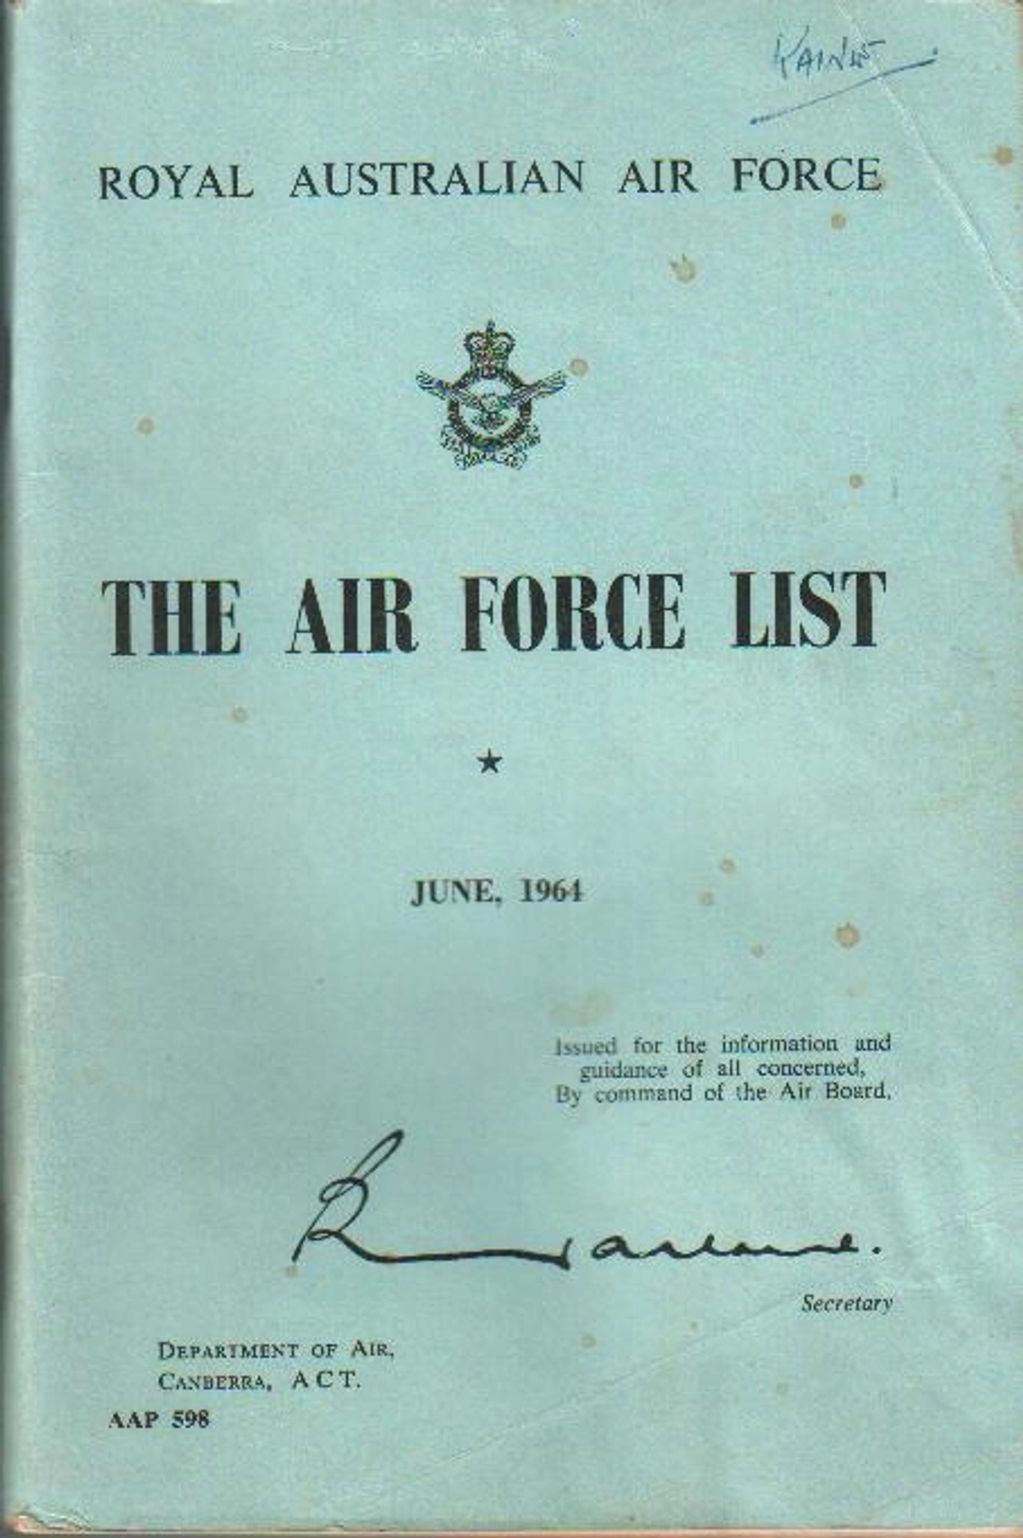 KAINE
ROYAL AUSTRALIAN AIR FORCE
THE AIR FORCE LIST
JUNE, 1964
Issued for the information and
guidance of all concerned,
By command of the Air Board,
Secretary
DEPARTMENT OF AIR,
CANBERRA, A C T.
AAP 598